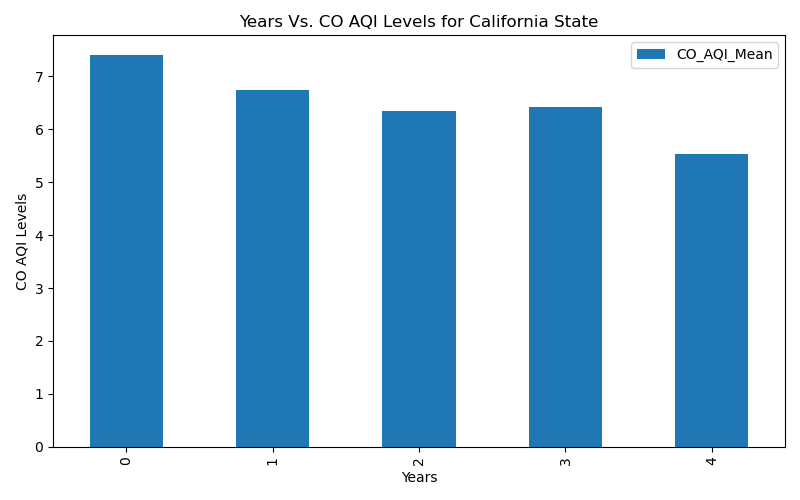 Years Vs. CO AQI Levels for California State
CO_AQI_Mean
CO AQI Levels
7
6
5
4
3
2
1
0
0 1 2 3 4
Years